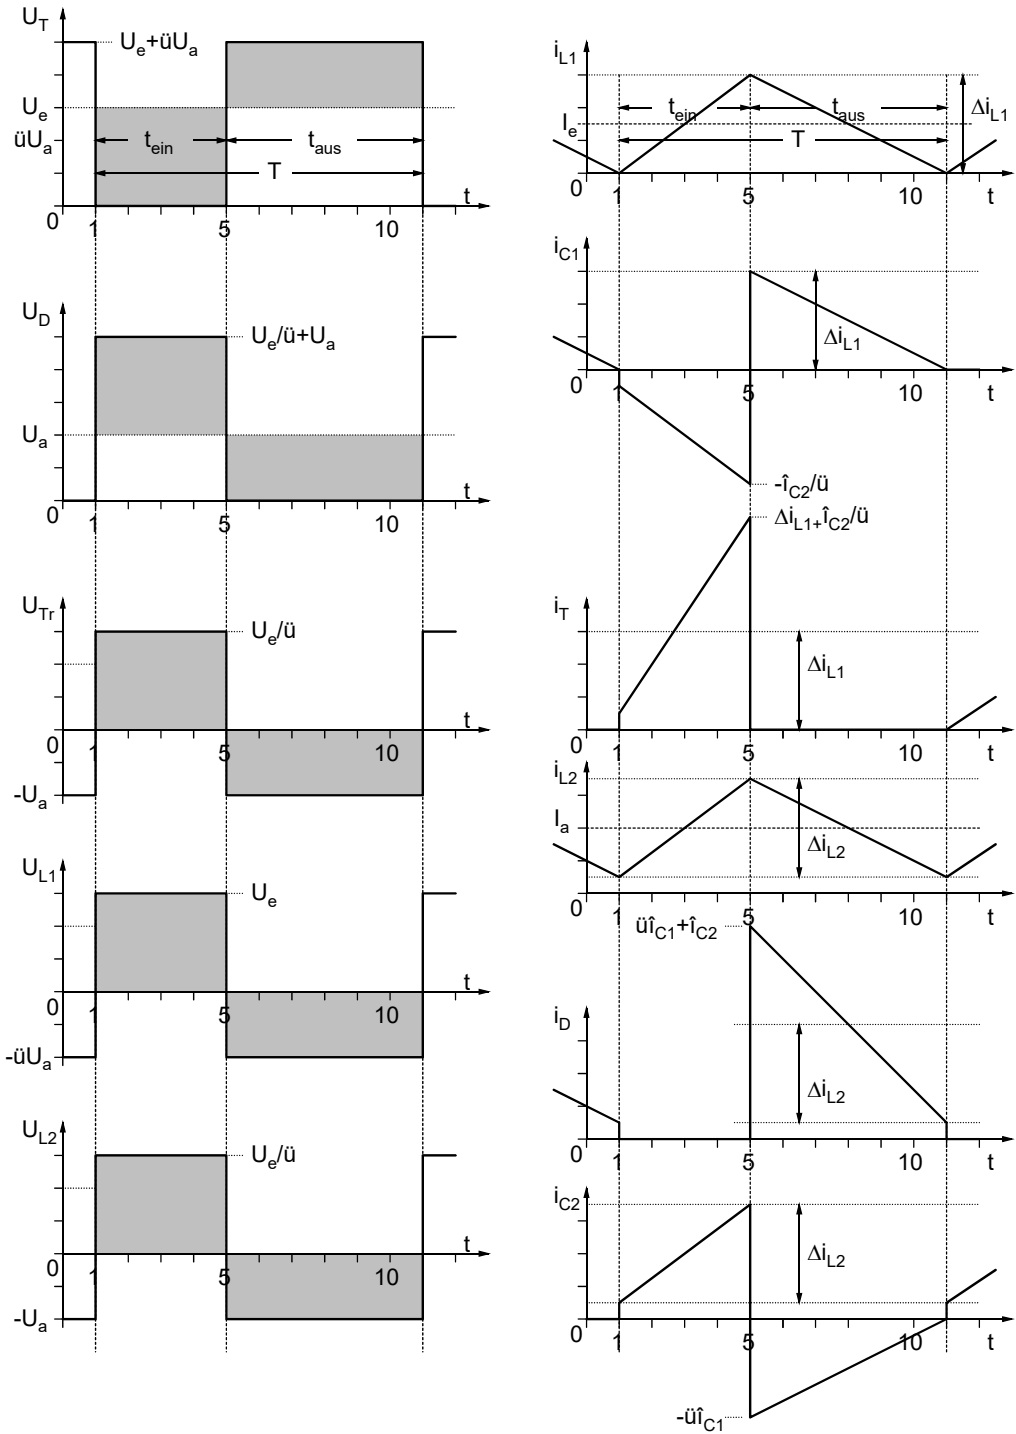 U_T
U_e+üU_a
U_e
üU_a
t_ein
t_aus
T
t
0
1
5
10
U_D
U_e/ü+U_a
U_a
t
0
1
5
10
U_Tr
U_e/ü
t
0
1
5
10
-U_a
U_L1
U_e
t
0
1
5
10
-üU_a
U_L2
U_e/ü
t
0
1
5
10
-U_a
i_L1
t_ein
t_aus
Δi_L1
I_e
T
0
1
5
10
t
i_C1
Δi_L1
0
1
5
10
t
-î_C2/ü
Δi_L1+î_C2/ü
i_T
Δi_L1
0
1
5
10
t
i_L2
I_a
Δi_L2
0
1
5
10
t
üî_C1+î_C2
i_D
Δi_L2
0
1
5
10
t
i_C2
Δi_L2
0
1
5
10
t
-üî_C1